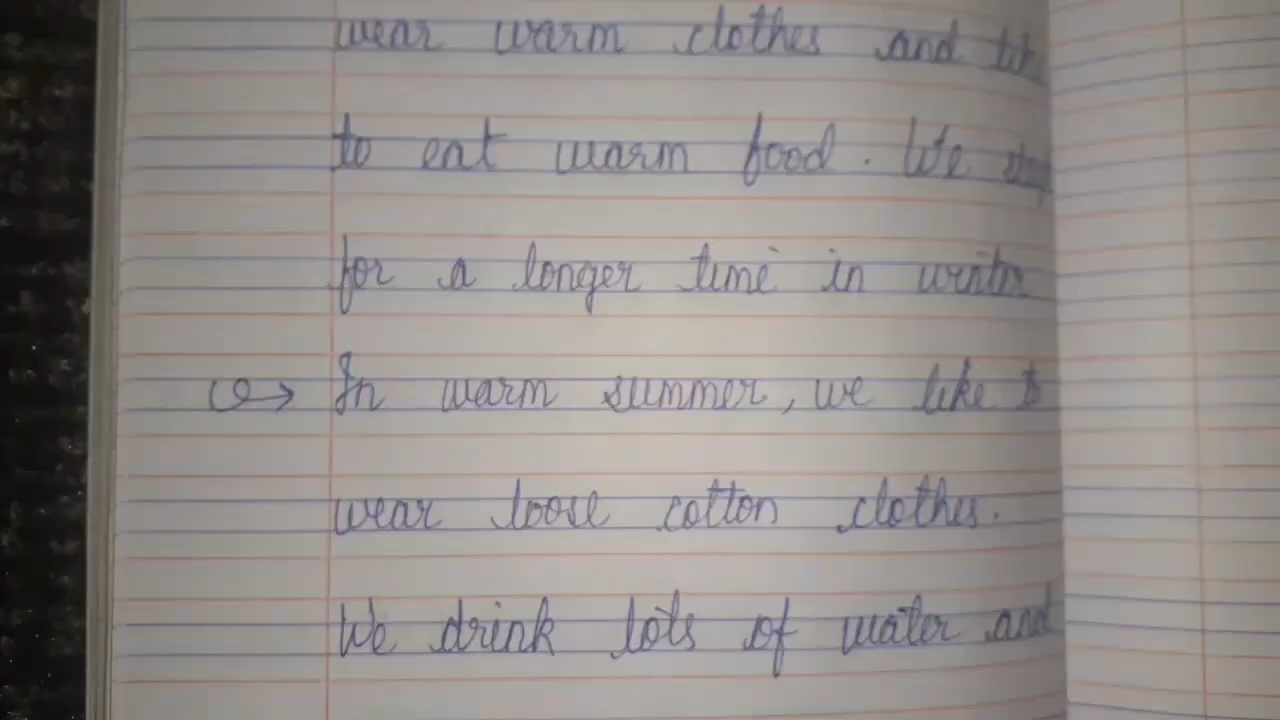 wear warm clothes and
to eat warm food. We
for a longer time in
→ In warm summer, we like to
wear loose cotton clothes.
We drink lots of water and